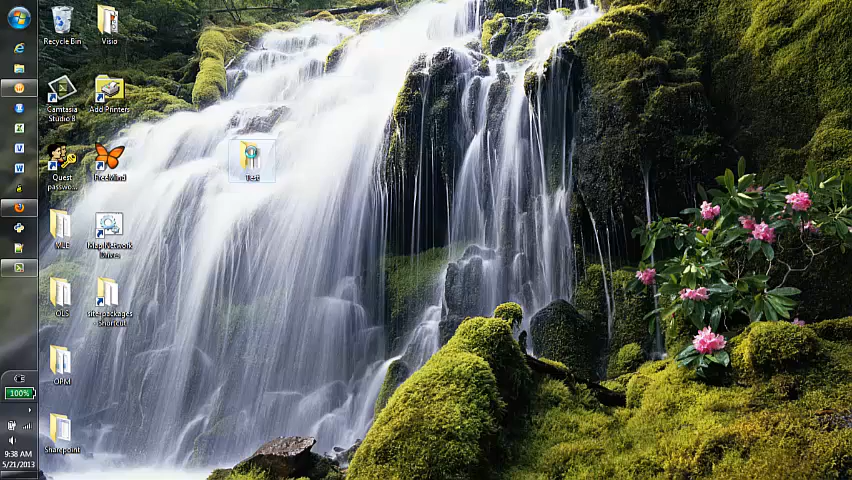 Recycle Bin
Visio
Camtasia
Studio 8
Add Printers
Quest
passwo...
FreeMind
Test
MLE
Map Network
Drives
OLS
site-packages
- Shortcut
OPM
Sharepoint
100%
9:38 AM
5/21/2013